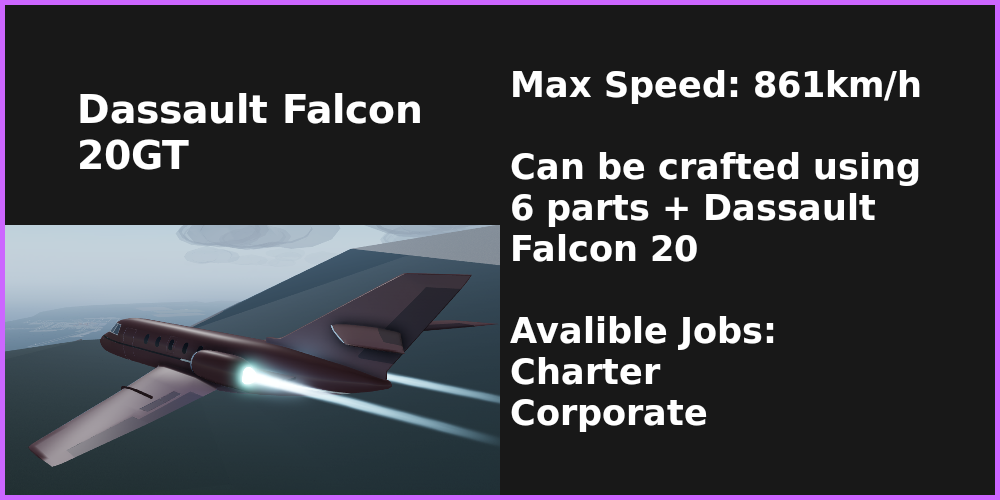 Dassault Falcon
20GT
Max Speed: 861km/h
Can be crafted using
6 parts + Dassault
Falcon 20
Avalible Jobs:
Charter
Corporate